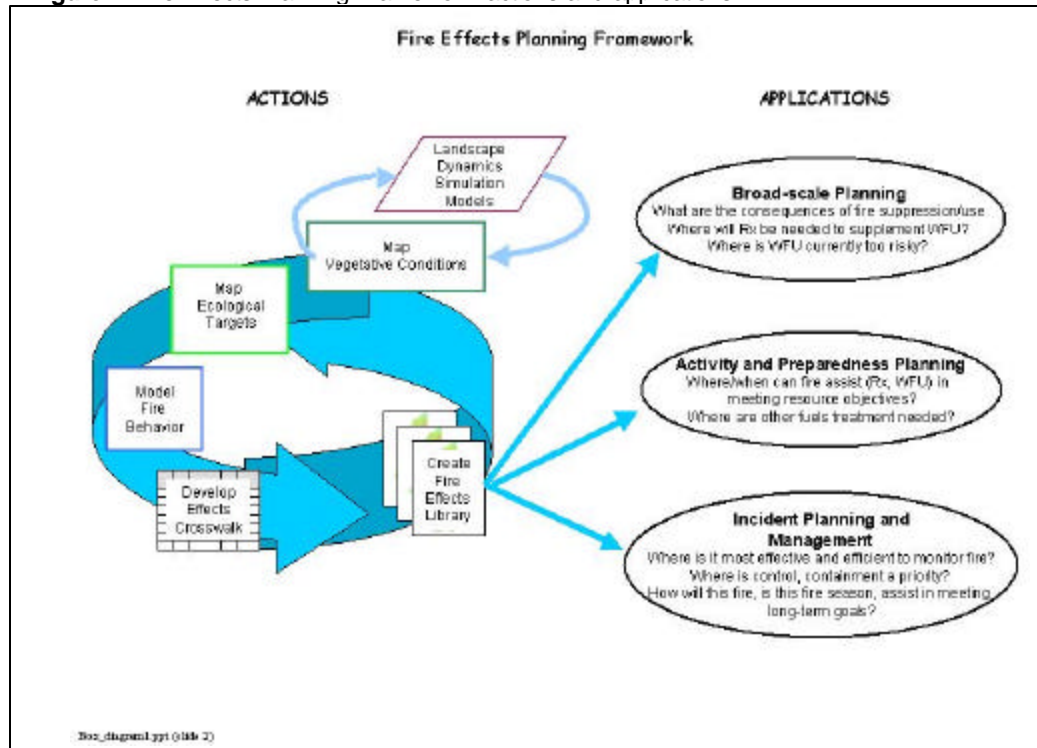 Fire Effects Planning Framework
ACTIONS
APPLICATIONS
Landscape
Dynamics
Simulation
Models
Map
Vegetative Conditions
Map
Ecological
Targets
Model
Fire
Behavior
Develop
Effects
Crosswalk
Create
Fire
Effects
Library
Broad-scale Planning
What are the consequences of fire suppression/use
Where will Rx be needed to supplement WFU?
Where is WFU currently too risky?
Activity and Preparedness Planning
Where/when can fire assist (Rx, WFU) in
meeting resource objectives?
Where are other fuels treatment needed?
Incident Planning and
Management
Where is it most effective and efficient to monitor fire?
Where is control, containment a priority?
How will this fire, is this fire season, assist in meeting
long-term goals?
Box_diagram1.ppt (slide 2)